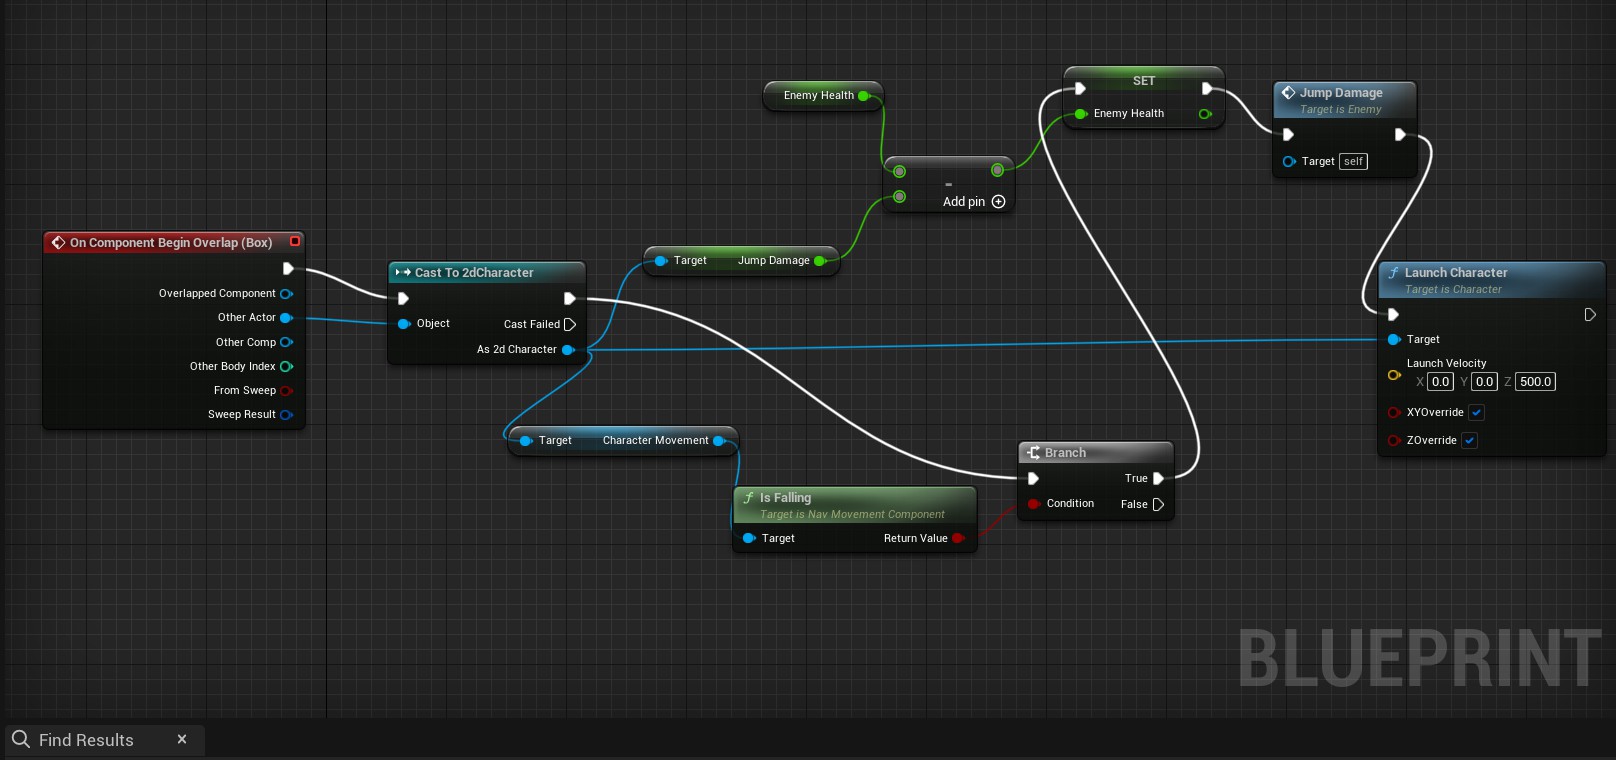 Enemy Health
SET
Enemy Health
Jump Damage
Target is Enemy
Target self
-
Add pin
On Component Begin Overlap (Box)
Overlapped Component
Other Actor
Other Comp
Other Body Index
From Sweep
Sweep Result
Cast To 2dCharacter
Object
Cast Failed
As 2d Character
Target Jump Damage
Launch Character
Target is Character
Target
Launch Velocity
X 0.0 Y 0.0 Z 500.0
XYOverride
ZOverride
Target Character Movement
Branch
True
Condition False
f Is Falling
Target is Nav Movement Component
Target Return Value
BLUEPRINT
Find Results ×